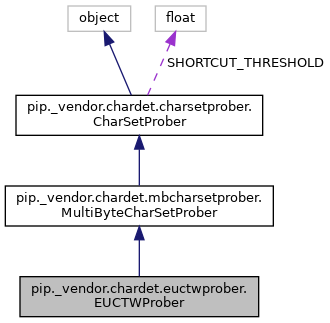 object
float
SHORTCUT_THRESHOLD
pip._vendor.chardet.charsetprober.
CharSetProber
pip._vendor.chardet.mbcharsetprober.
MultiByteCharSetProber
pip._vendor.chardet.euctwprober.
EUCTWProber